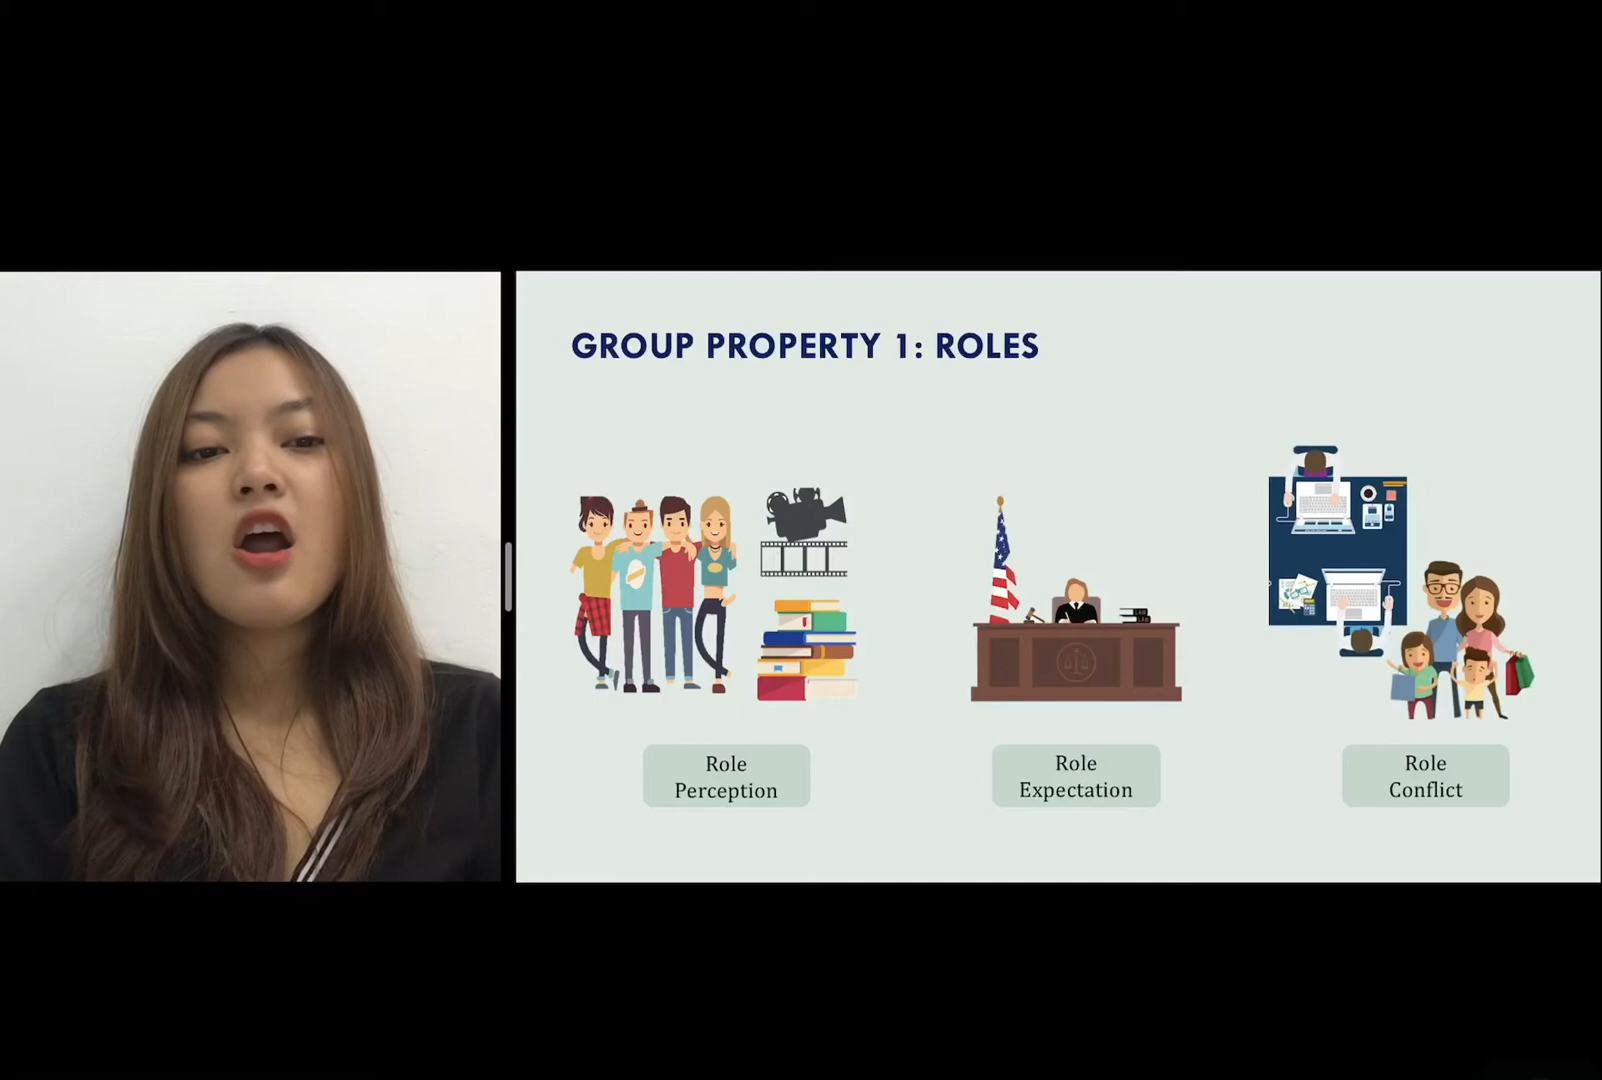 GROUP PROPERTY 1: ROLES
Role
Perception
Role
Expectation
Role
Conflict